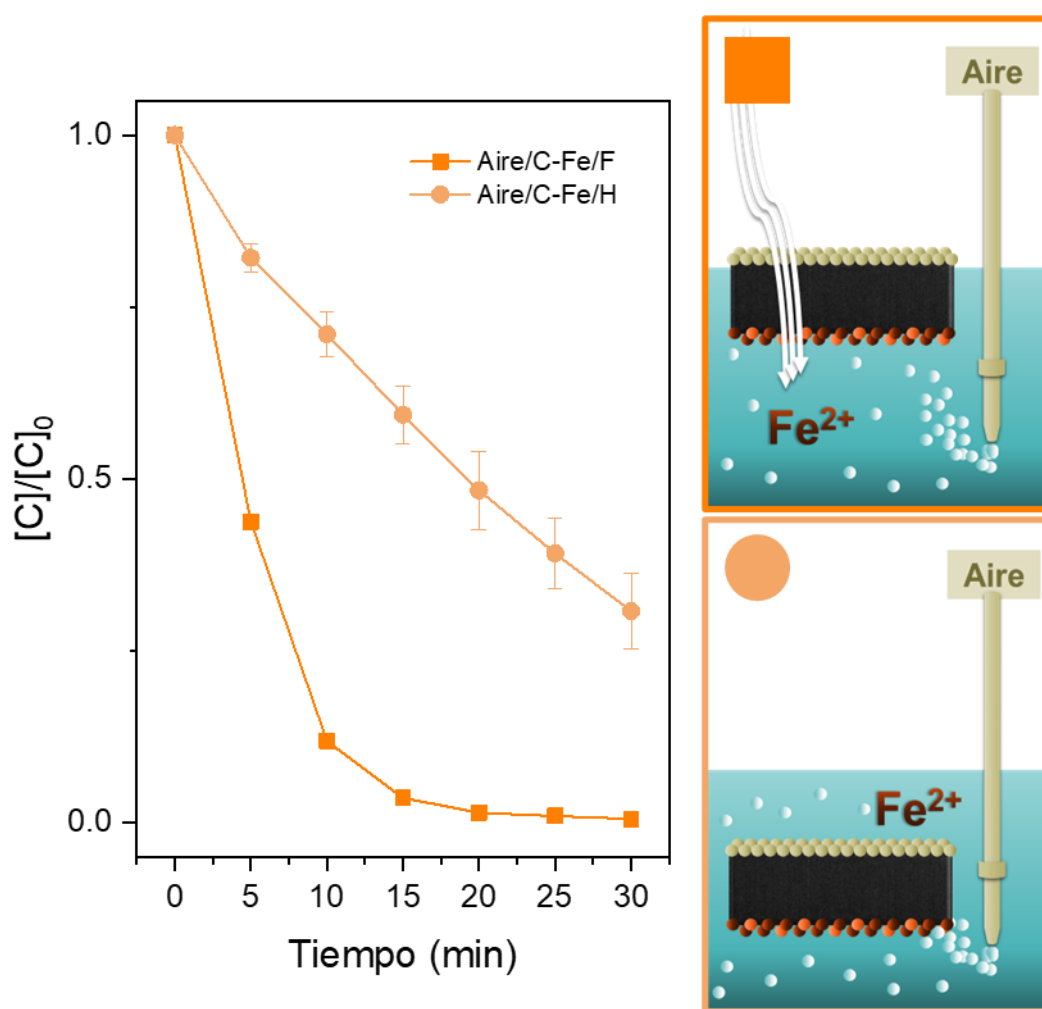 [C]/[C]₀
1.0
0.5
0.0
0 5 10 15 20 25 30
Tiempo (min)
Aire/C-Fe/F
Aire/C-Fe/H
Aire
Fe²⁺
Aire
Fe²⁺